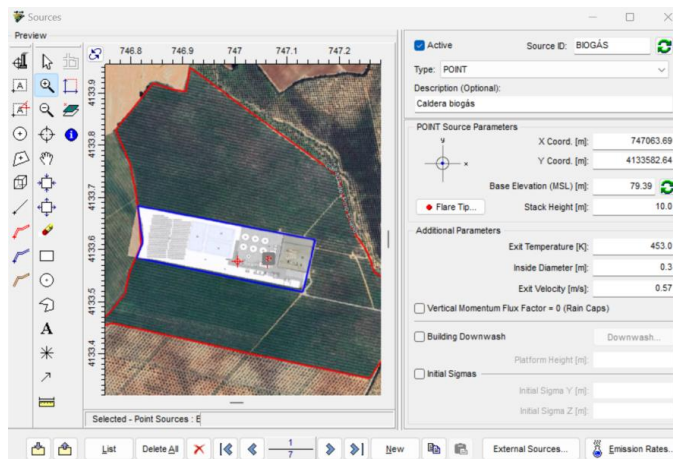 Sources
Preview
746.8 746.9 747 747.1 747.2
4133.9
4133.8
4133.7
4133.6
4133.5
4133.4
A
A
A
Selected - Point Sources : B
Active
Source ID: BIOGÁS
Type: POINT
Description (Optional):
Caldera biogás
POINT Source Parameters
y
x
X Coord. [m]: 747063.69
Y Coord. [m]: 4133582.64
Base Elevation (MSL) [m]: 79.39
Flare Tip...
Stack Height [m]: 10.0
Additional Parameters
Exit Temperature [K]: 453.0
Inside Diameter [m]: 0.3
Exit Velocity [m/s]: 0.57
Vertical Momentum Flux Factor = 0 (Rain Caps)
Building Downwash
Downwash...
Platform Height [m]:
Initial Sigmas
Initial Sigma Y [m]:
Initial Sigma Z [m]:
List Delete All 1 7 New External Sources... Emission Rates...